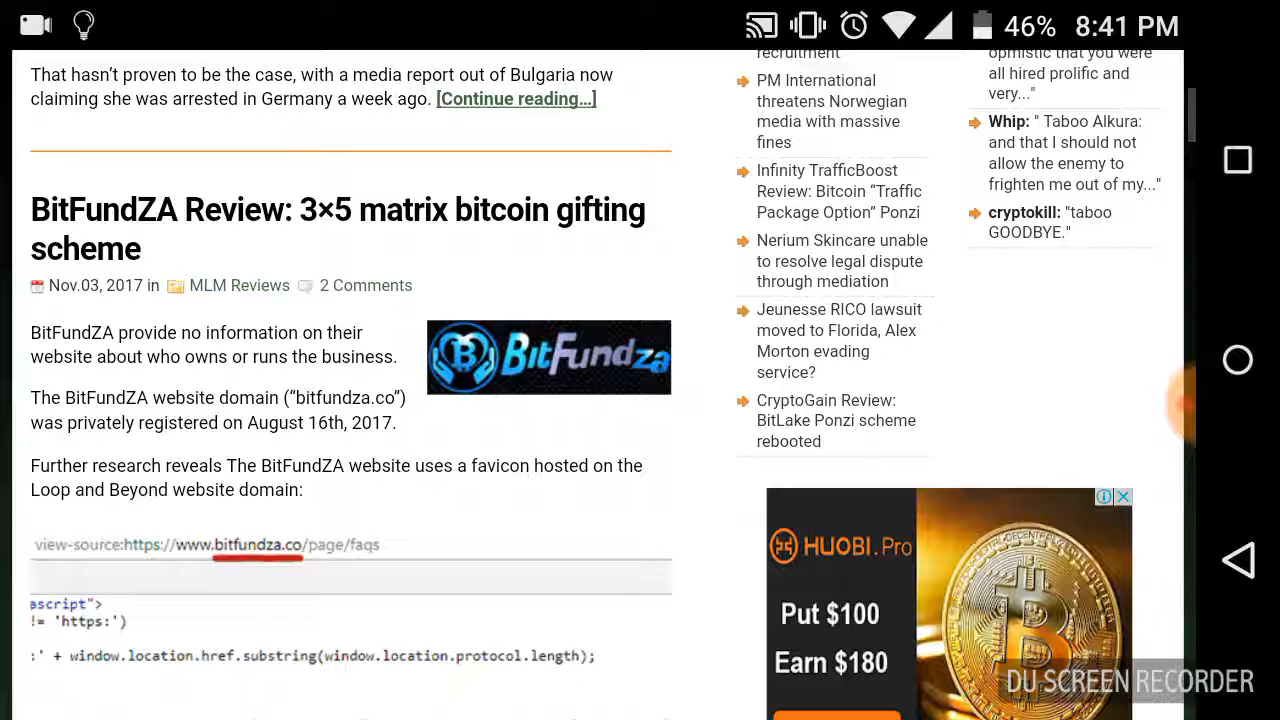 46% 8:41 PM
That hasn’t proven to be the case, with a media report out of Bulgaria now
claiming she was arrested in Germany a week ago. [Continue reading…]
BitFundZA Review: 3×5 matrix bitcoin gifting
scheme
Nov.03, 2017 in MLM Reviews 2 Comments
BitFundZA provide no information on their
website about who owns or runs the business.
The BitFundZA website domain (“bitfundza.co”)
was privately registered on August 16th, 2017.
BitFundza
Further research reveals The BitFundZA website uses a favicon hosted on the
Loop and Beyond website domain:
view-source:https://www.bitfundza.co/page/faqs
ascript">
!= 'https:')
:' + window.location.href.substring(window.location.protocol.length);
recruitment
PM International
threatens Norwegian
media with massive
fines
Infinity TrafficBoost
Review: Bitcoin “Traffic
Package Option” Ponzi
Nerium Skincare unable
to resolve legal dispute
through mediation
Jeunesse RICO lawsuit
moved to Florida, Alex
Morton evading
service?
CryptoGain Review:
BitLake Ponzi scheme
rebooted
opmistic that you were
all hired prolific and
very..."
Whip: " Taboo Alkura:
and that I should not
allow the enemy to
frighten me out of my..."
cryptokill: "taboo
GOODBYE."
HUOBI.Pro
Put $100
Earn $180
DU SCREEN RECORDER